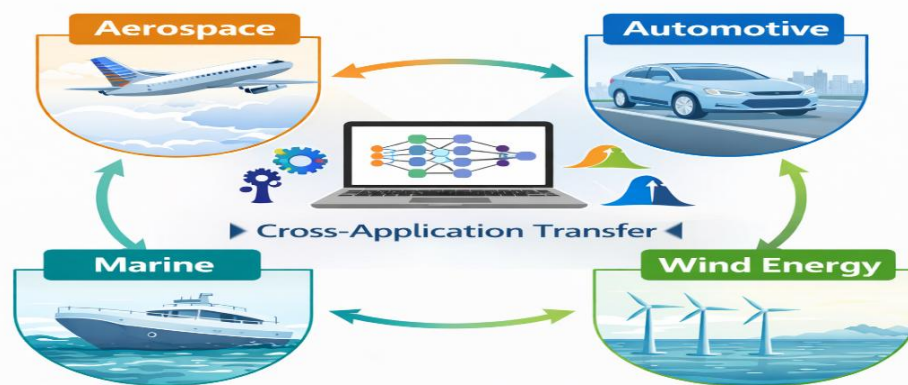 Aerospace
Automotive
Cross-Application Transfer
Marine
Wind Energy